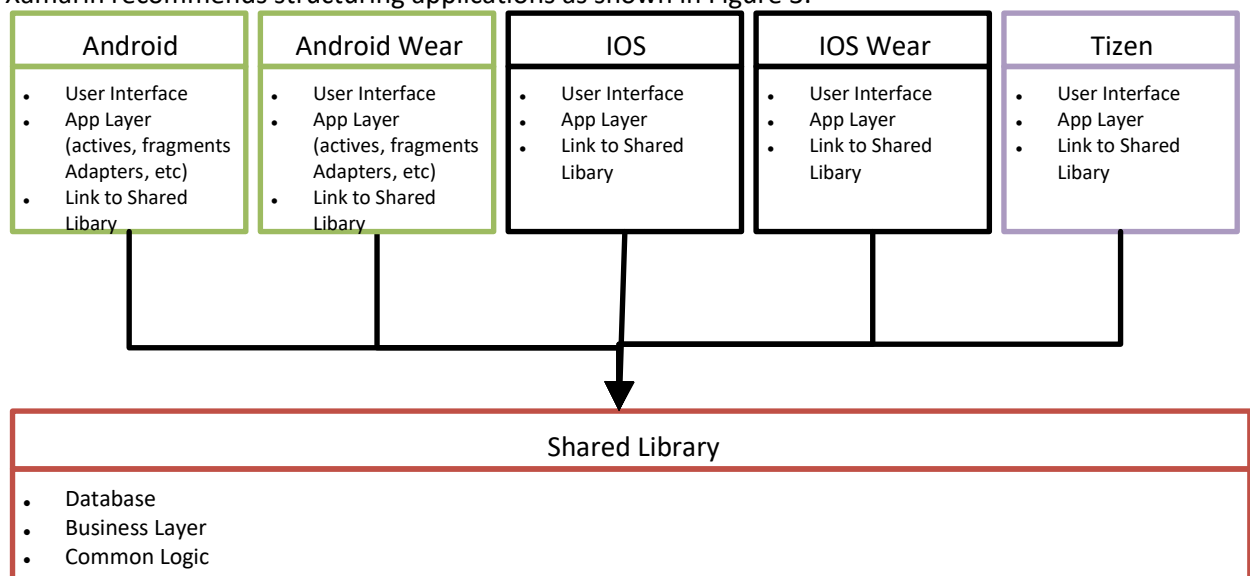 Xamarin recommends structuring applications as shown in Figure 3.
Android
• User Interface
• App Layer
(actives, fragments
Adapters, etc)
• Link to Shared
Libary
Android Wear
• User Interface
• App Layer
(actives, fragments
Adapters, etc)
• Link to Shared
Libary
IOS
• User Interface
• App Layer
• Link to Shared
Libary
IOS Wear
• User Interface
• App Layer
• Link to Shared
Libary
Tizen
• User Interface
• App Layer
• Link to Shared
Libary
Shared Library
• Database
• Business Layer
• Common Logic